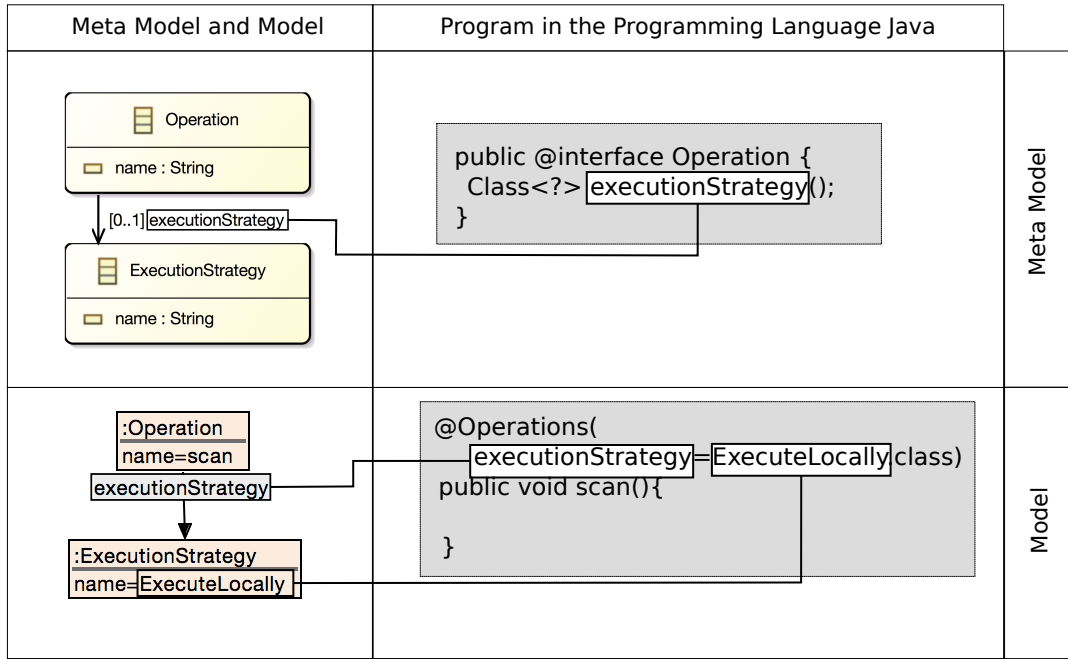 Meta Model and Model
Program in the Programming Language Java
Operation
name : String
[0..1] executionStrategy
ExecutionStrategy
name : String
public @interface Operation {
Class<?> executionStrategy();
}
Meta Model
:Operation
name=scan
executionStrategy
:ExecutionStrategy
name=ExecuteLocally
@Operations(
executionStrategy=ExecuteLocally.class)
public void scan(){
}
Model